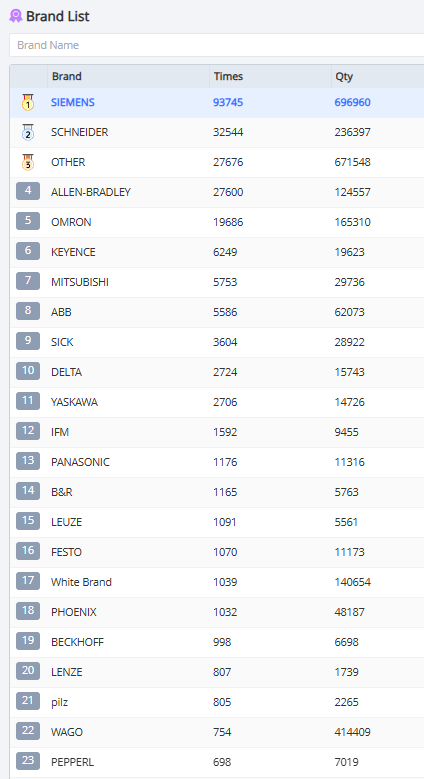 Brand List
Brand Name
Brand Times Qty
1 SIEMENS 93745 696960
2 SCHNEIDER 32544 236397
3 OTHER 27676 671548
4 ALLEN-BRADLEY 27600 124557
5 OMRON 19686 165310
6 KEYENCE 6249 19623
7 MITSUBISHI 5753 29736
8 ABB 5586 62073
9 SICK 3604 28922
10 DELTA 2724 15743
11 YASKAWA 2706 14726
12 IFM 1592 9455
13 PANASONIC 1176 11316
14 B&R 1165 5763
15 LEUZE 1091 5561
16 FESTO 1070 11173
17 White Brand 1039 140654
18 PHOENIX 1032 48187
19 BECKHOFF 998 6698
20 LENZE 807 1739
21 pilz 805 2265
22 WAGO 754 414409
23 PEPPERL 698 7019